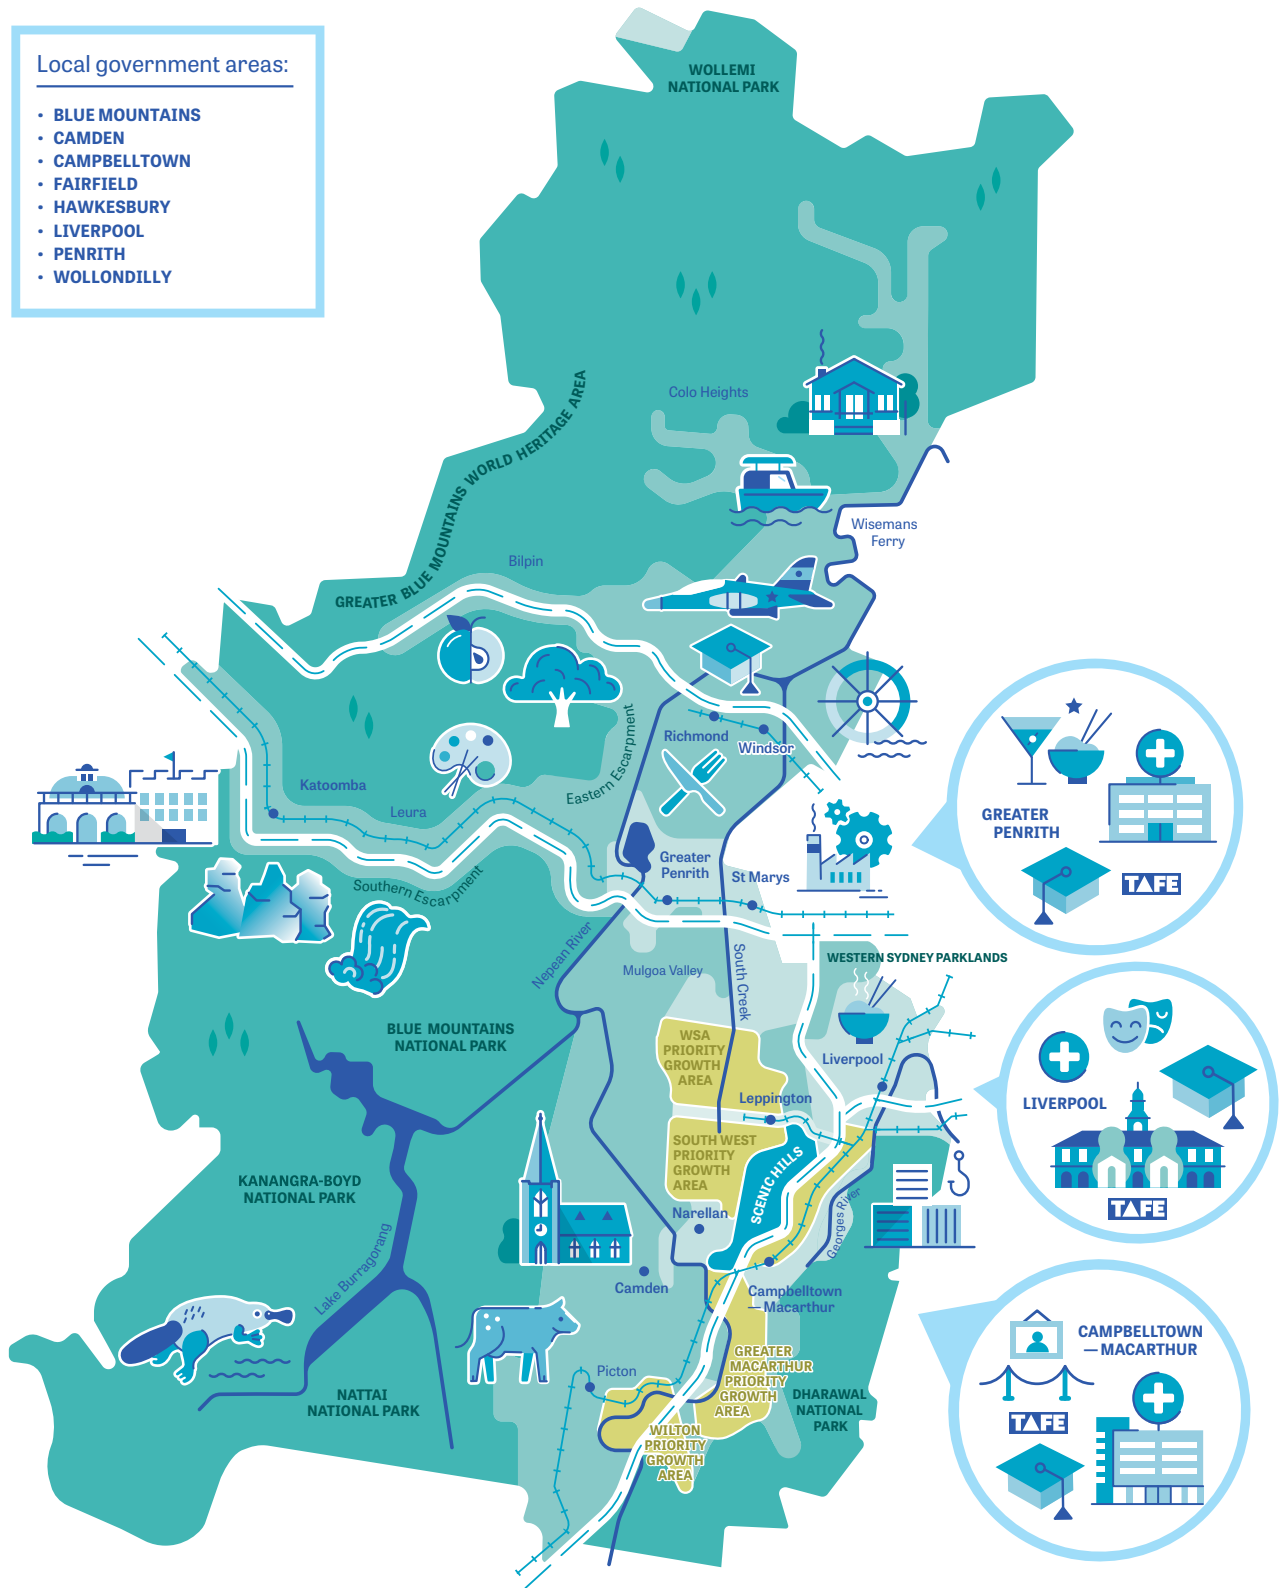 Local government areas:
• BLUE MOUNTAINS
• CAMDEN
• CAMPBELLTOWN
• FAIRFIELD
• HAWKESBURY
• LIVERPOOL
• PENRITH
• WOLLONDILLY
WOLLEMI
NATIONAL PARK
Colo Heights
GREATER BLUE MOUNTAINS WORLD HERITAGE AREA
Wisemans
Ferry
Bilpin
Eastern Escarpment
Richmond
Windsor
Katoomba
Leura
Southern Escarpment
Greater
Penrith
St Marys
GREATER
PENRITH
TAFE
Nepean River
Mulgoa Valley
South Creek
WESTERN SYDNEY PARKLANDS
BLUE MOUNTAINS
NATIONAL PARK
WSA
PRIORITY
GROWTH
AREA
Liverpool
Leppington
LIVERPOOL
TAFE
SOUTH WEST
PRIORITY
GROWTH
AREA
SCENIC HILLS
KANANGRA-BOYD
NATIONAL PARK
Narellan
Georges River
Lake Burragorang
Camden
Campbelltown
—Macarthur
CAMPBELLTOWN
—MACARTHUR
TAFE
GREATER
MACARTHUR
PRIORITY
GROWTH
AREA
Picton
NATTAI
NATIONAL PARK
DHARAWAL
NATIONAL
PARK
WILTON
PRIORITY
GROWTH
AREA